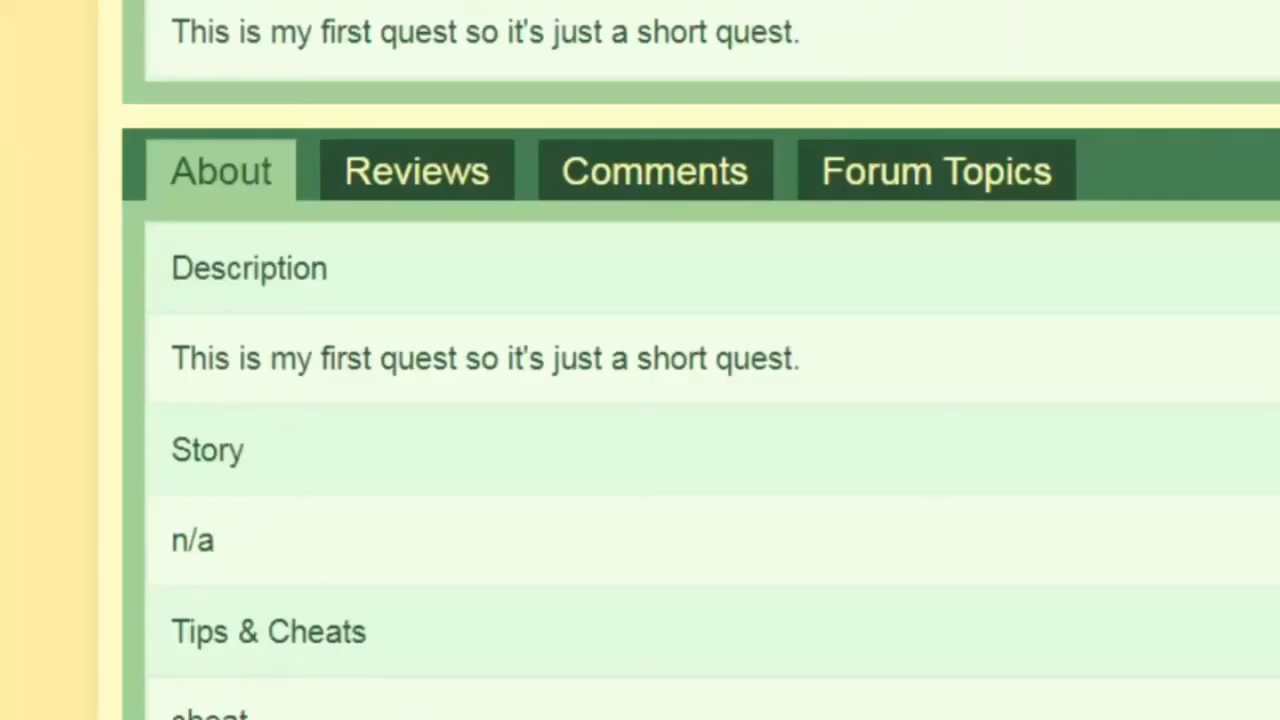 This is my first quest so it's just a short quest.
About Reviews Comments Forum Topics
Description
This is my first quest so it's just a short quest.
Story
n/a
Tips & Cheats
cheat